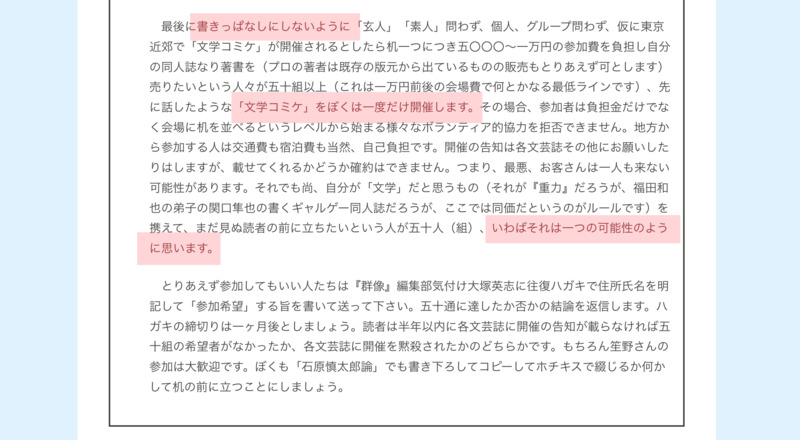 最後に書きっぱなしにしないように「玄人」「素人」問わず、個人、グループ問わず、仮に東京
近郊で「文学コミケ」が開催されるとしたら机一つにつき五〇〇〇〜一万円の参加費を負担し自分
の同人誌なり著書を（プロの著者は既存の版元から出ているものの販売もとりあえず可とします）
売りたいという人々が五十組以上（これは一万円前後の会場費で何とかなる最低ラインです）、先
に話したような「文学コミケ」をぼくは一度だけ開催します。その場合、参加者は負担金だけでな
く会場に机を並べるというレベルから始まる様々なボランティア的協力を拒否できません。地方か
ら参加する人は交通費も宿泊費も当然、自己負担です。開催の告知は各文芸誌その他にお願いした
りはしますが、載せてくれるかどうか確約はできません。つまり、最悪、お客さんは一人も来ない
可能性があります。それでも尚、自分が「文学」だと思うもの（それが『重力』だろうが、福田和
也の弟子の関口隼也の書くギャルゲー同人誌だろうが、ここでは同価だというのがルールです）を
携えて、まだ見ぬ読者の前に立ちたいという人が五十人（組）、いわばそれは一つの可能性のよう
に思います。
とりあえず参加してもいい人たちは『群像』編集部気付け大塚英志に往復ハガキで住所氏名を明
記して「参加希望」する旨を書いて送って下さい。五十通に達したか否かの結論を返信します。ハ
ガキの締切りは一ヶ月後としましょう。読者は半年以内に各文芸誌に開催の告知が載らなければ五
十組の希望者がなかったか、各文芸誌に開催を黙殺されたかのどちらかです。もちろん笙野さんの
参加は大歓迎です。ぼくも「石原慎太郎論」でも書き下ろしてコピーしてホチキスで綴じるか何か
して机の前に立つことにしましょう。